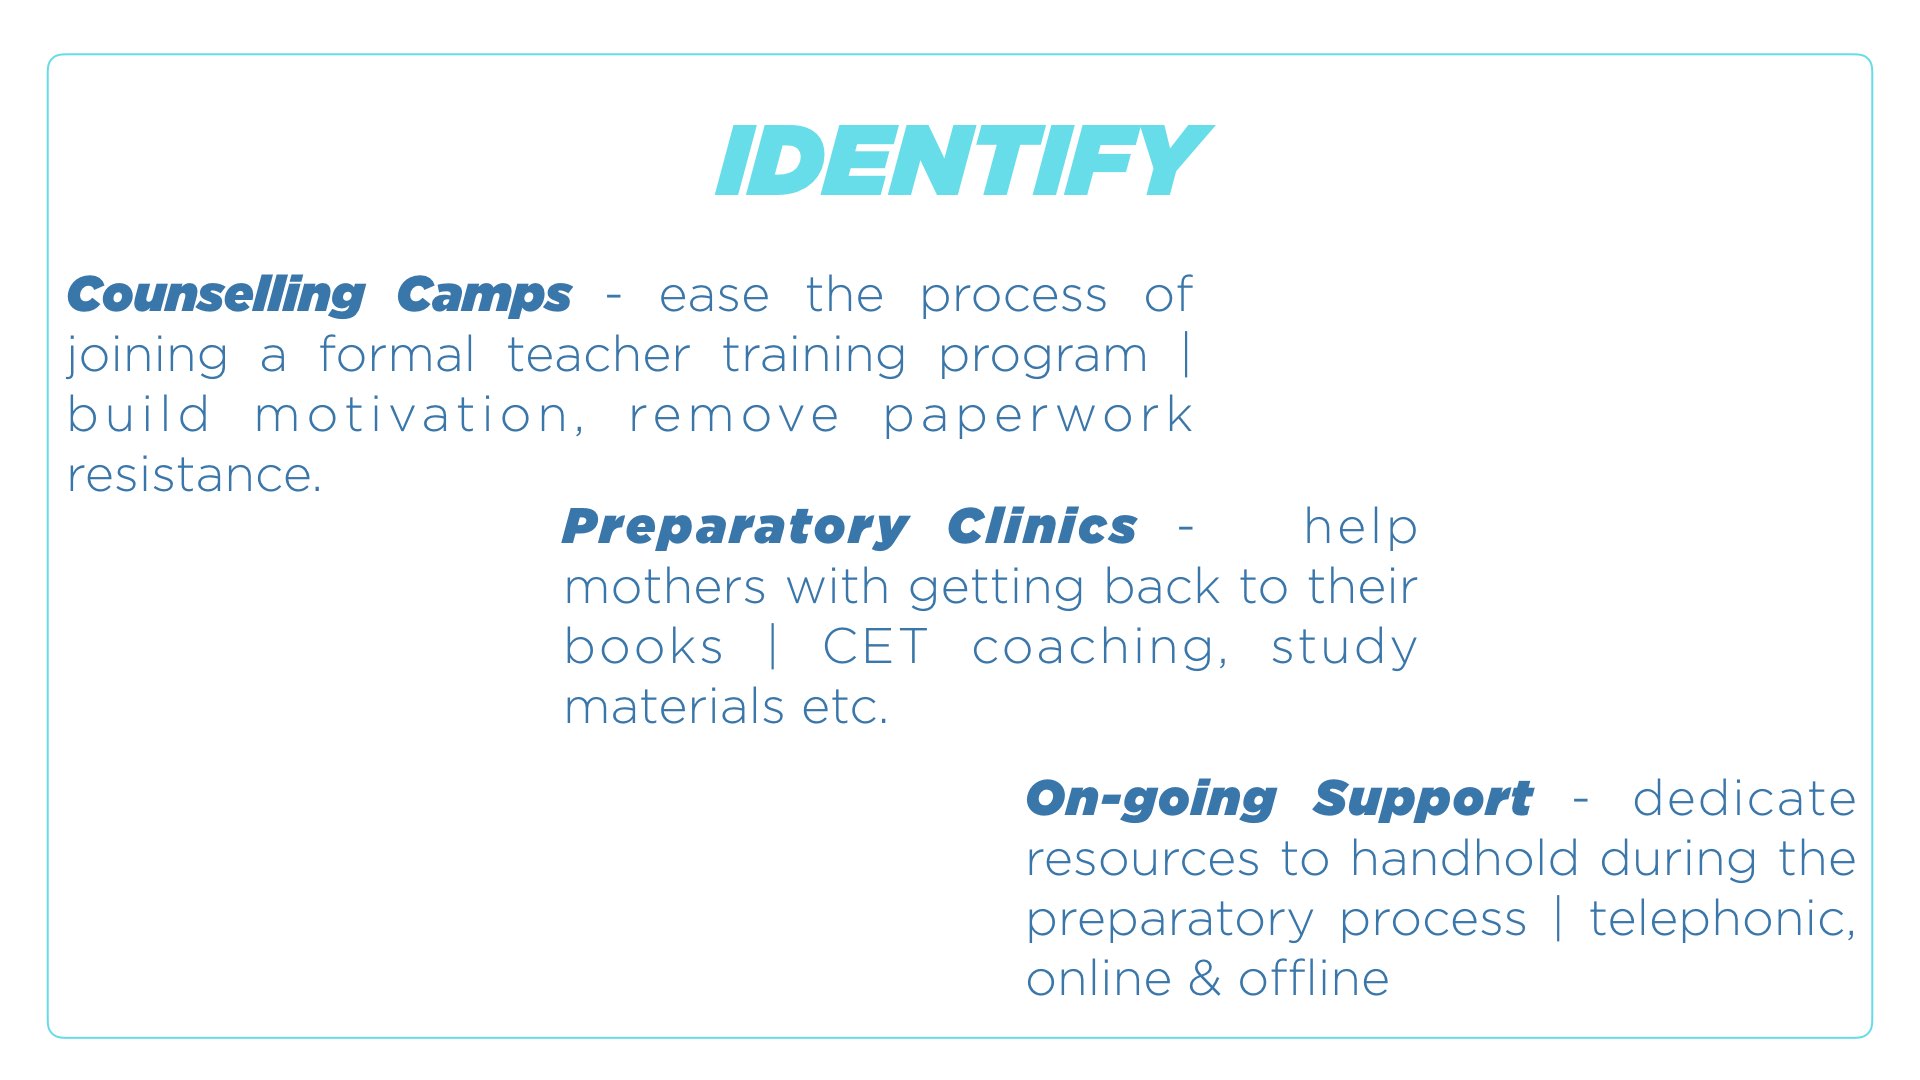 IDENTIFY
Counselling Camps - ease the process of
joining a formal teacher training program |
build motivation, remove paperwork
resistance.
Preparatory Clinics - help
mothers with getting back to their
books | CET coaching, study
materials etc.
On-going Support - dedicate
resources to handhold during the
preparatory process | telephonic,
online & offline